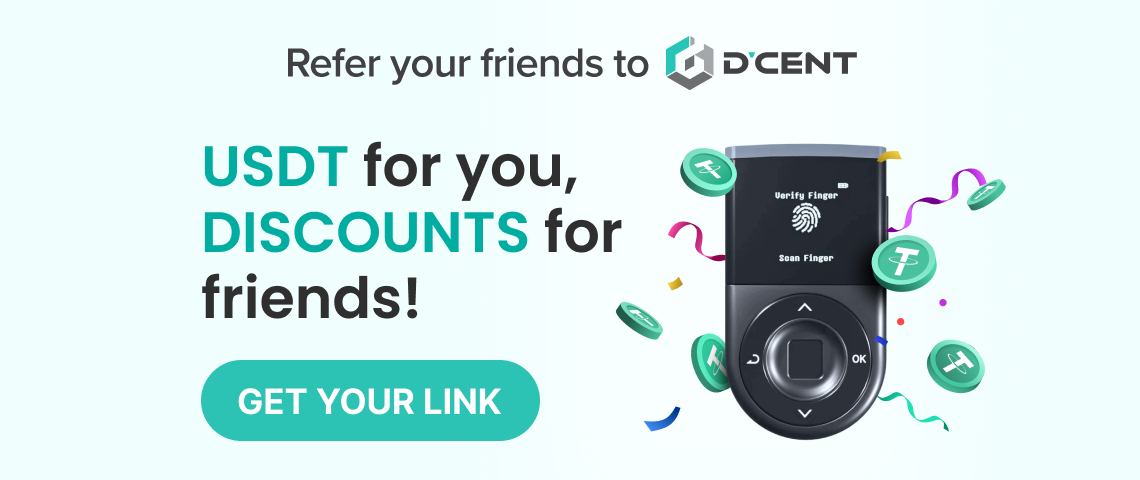 Refer your friends to D'CENT
USDT for you,
DISCOUNTS for
friends!
GET YOUR LINK
Verify Finger
Scan Finger
OK